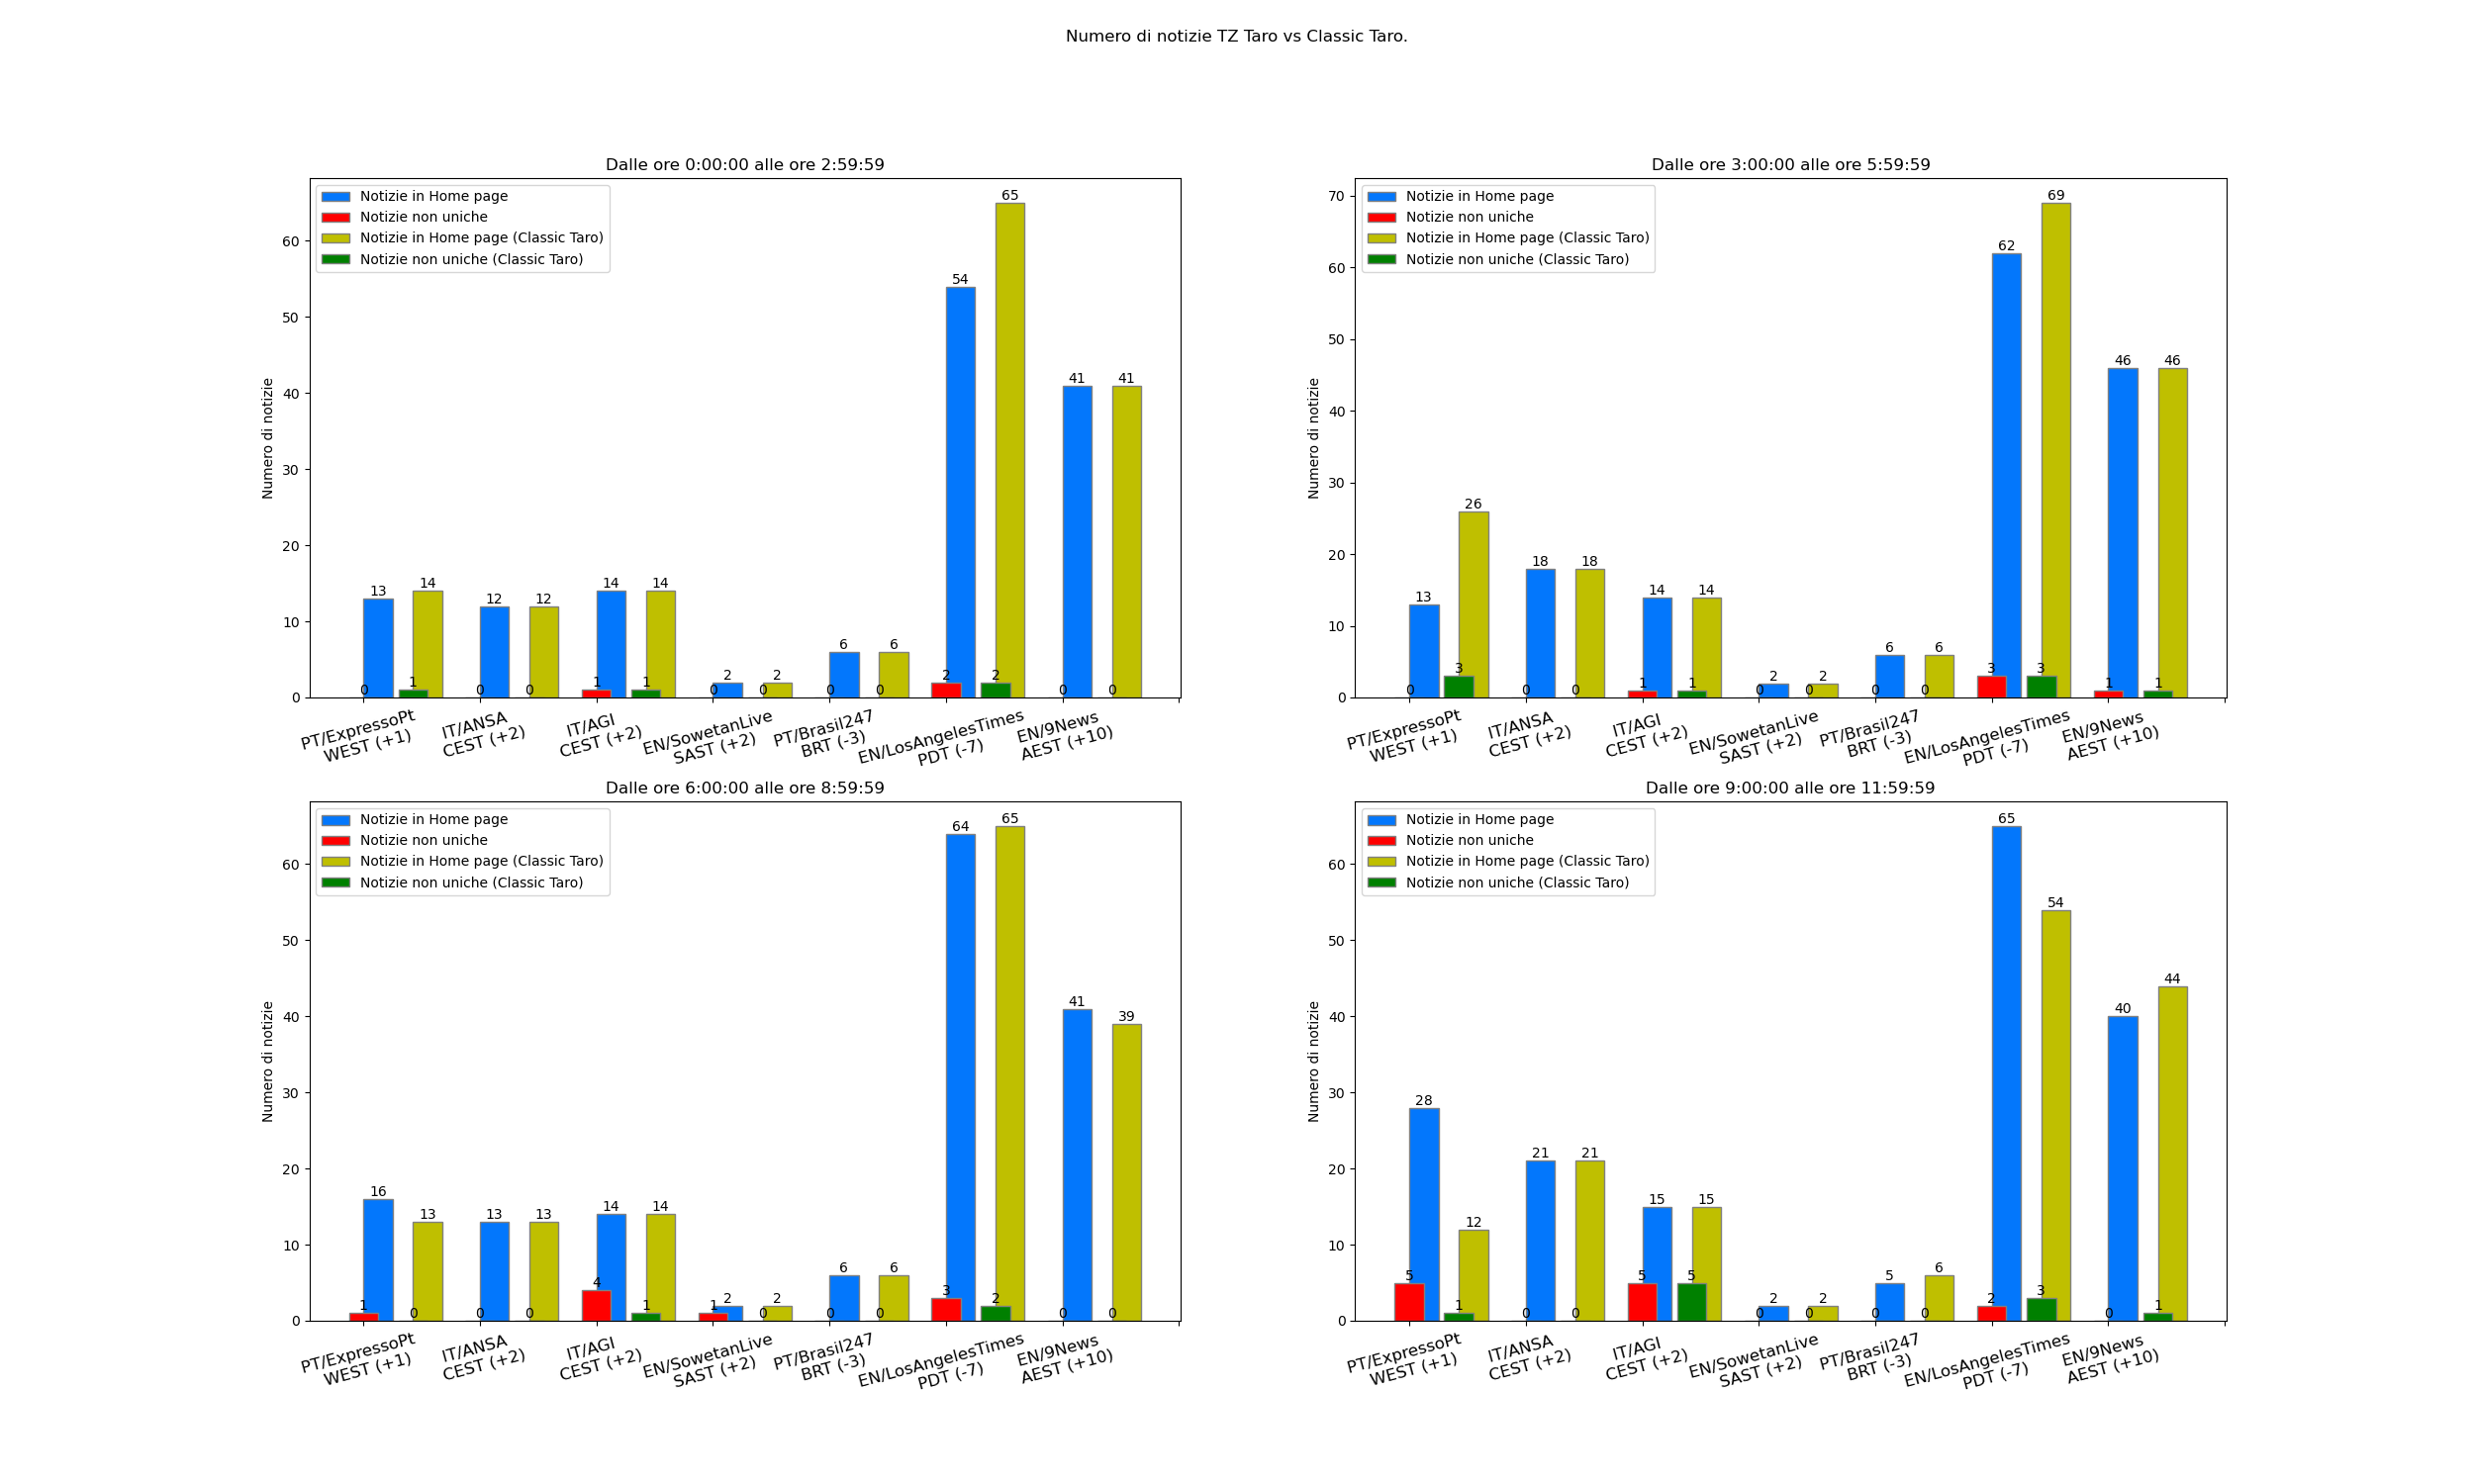 Numero di notizie TZ Taro vs Classic Taro.
Dalle ore 0:00:00 alle ore 2:59:59
Notizie in Home page
Notizie non uniche
Notizie in Home page (Classic Taro)
Notizie non uniche (Classic Taro)
Numero di notizie
60
50
40
30
20
10
0
13 14 12 12 14 14 2 2 6 6 54 65 41 41
0 1 0 0 1 1 0 0 0 0 2 2 0 0
PT/ExpressoPt
WEST (+1)
IT/ANSA
CEST (+2)
IT/AGI
CEST (+2)
EN/SowetanLive
SAST (+2)
PT/Brasil247
BRT (-3)
EN/LosAngelesTimes
PDT (-7)
EN/9News
AEST (+10)
Dalle ore 3:00:00 alle ore 5:59:59
Notizie in Home page
Notizie non uniche
Notizie in Home page (Classic Taro)
Notizie non uniche (Classic Taro)
Numero di notizie
70
60
50
40
30
20
10
0
13 26 18 18 14 14 2 2 6 6 62 69 46 46
0 3 0 0 1 1 0 0 0 0 3 3 1 1
PT/ExpressoPt
WEST (+1)
IT/ANSA
CEST (+2)
IT/AGI
CEST (+2)
EN/SowetanLive
SAST (+2)
PT/Brasil247
BRT (-3)
EN/LosAngelesTimes
PDT (-7)
EN/9News
AEST (+10)
Dalle ore 6:00:00 alle ore 8:59:59
Notizie in Home page
Notizie non uniche
Notizie in Home page (Classic Taro)
Notizie non uniche (Classic Taro)
Numero di notizie
60
50
40
30
20
10
0
16 13 13 13 14 14 2 2 6 6 64 65 41 39
1 0 0 0 4 1 1 0 0 0 3 2 0 0
PT/ExpressoPt
WEST (+1)
IT/ANSA
CEST (+2)
IT/AGI
CEST (+2)
EN/SowetanLive
SAST (+2)
PT/Brasil247
BRT (-3)
EN/LosAngelesTimes
PDT (-7)
EN/9News
AEST (+10)
Dalle ore 9:00:00 alle ore 11:59:59
Notizie in Home page
Notizie non uniche
Notizie in Home page (Classic Taro)
Notizie non uniche (Classic Taro)
Numero di notizie
60
50
40
30
20
10
0
28 12 21 21 15 15 2 2 5 6 65 54 40 44
5 1 0 0 5 5 0 0 0 0 2 3 0 1
PT/ExpressoPt
WEST (+1)
IT/ANSA
CEST (+2)
IT/AGI
CEST (+2)
EN/SowetanLive
SAST (+2)
PT/Brasil247
BRT (-3)
EN/LosAngelesTimes
PDT (-7)
EN/9News
AEST (+10)